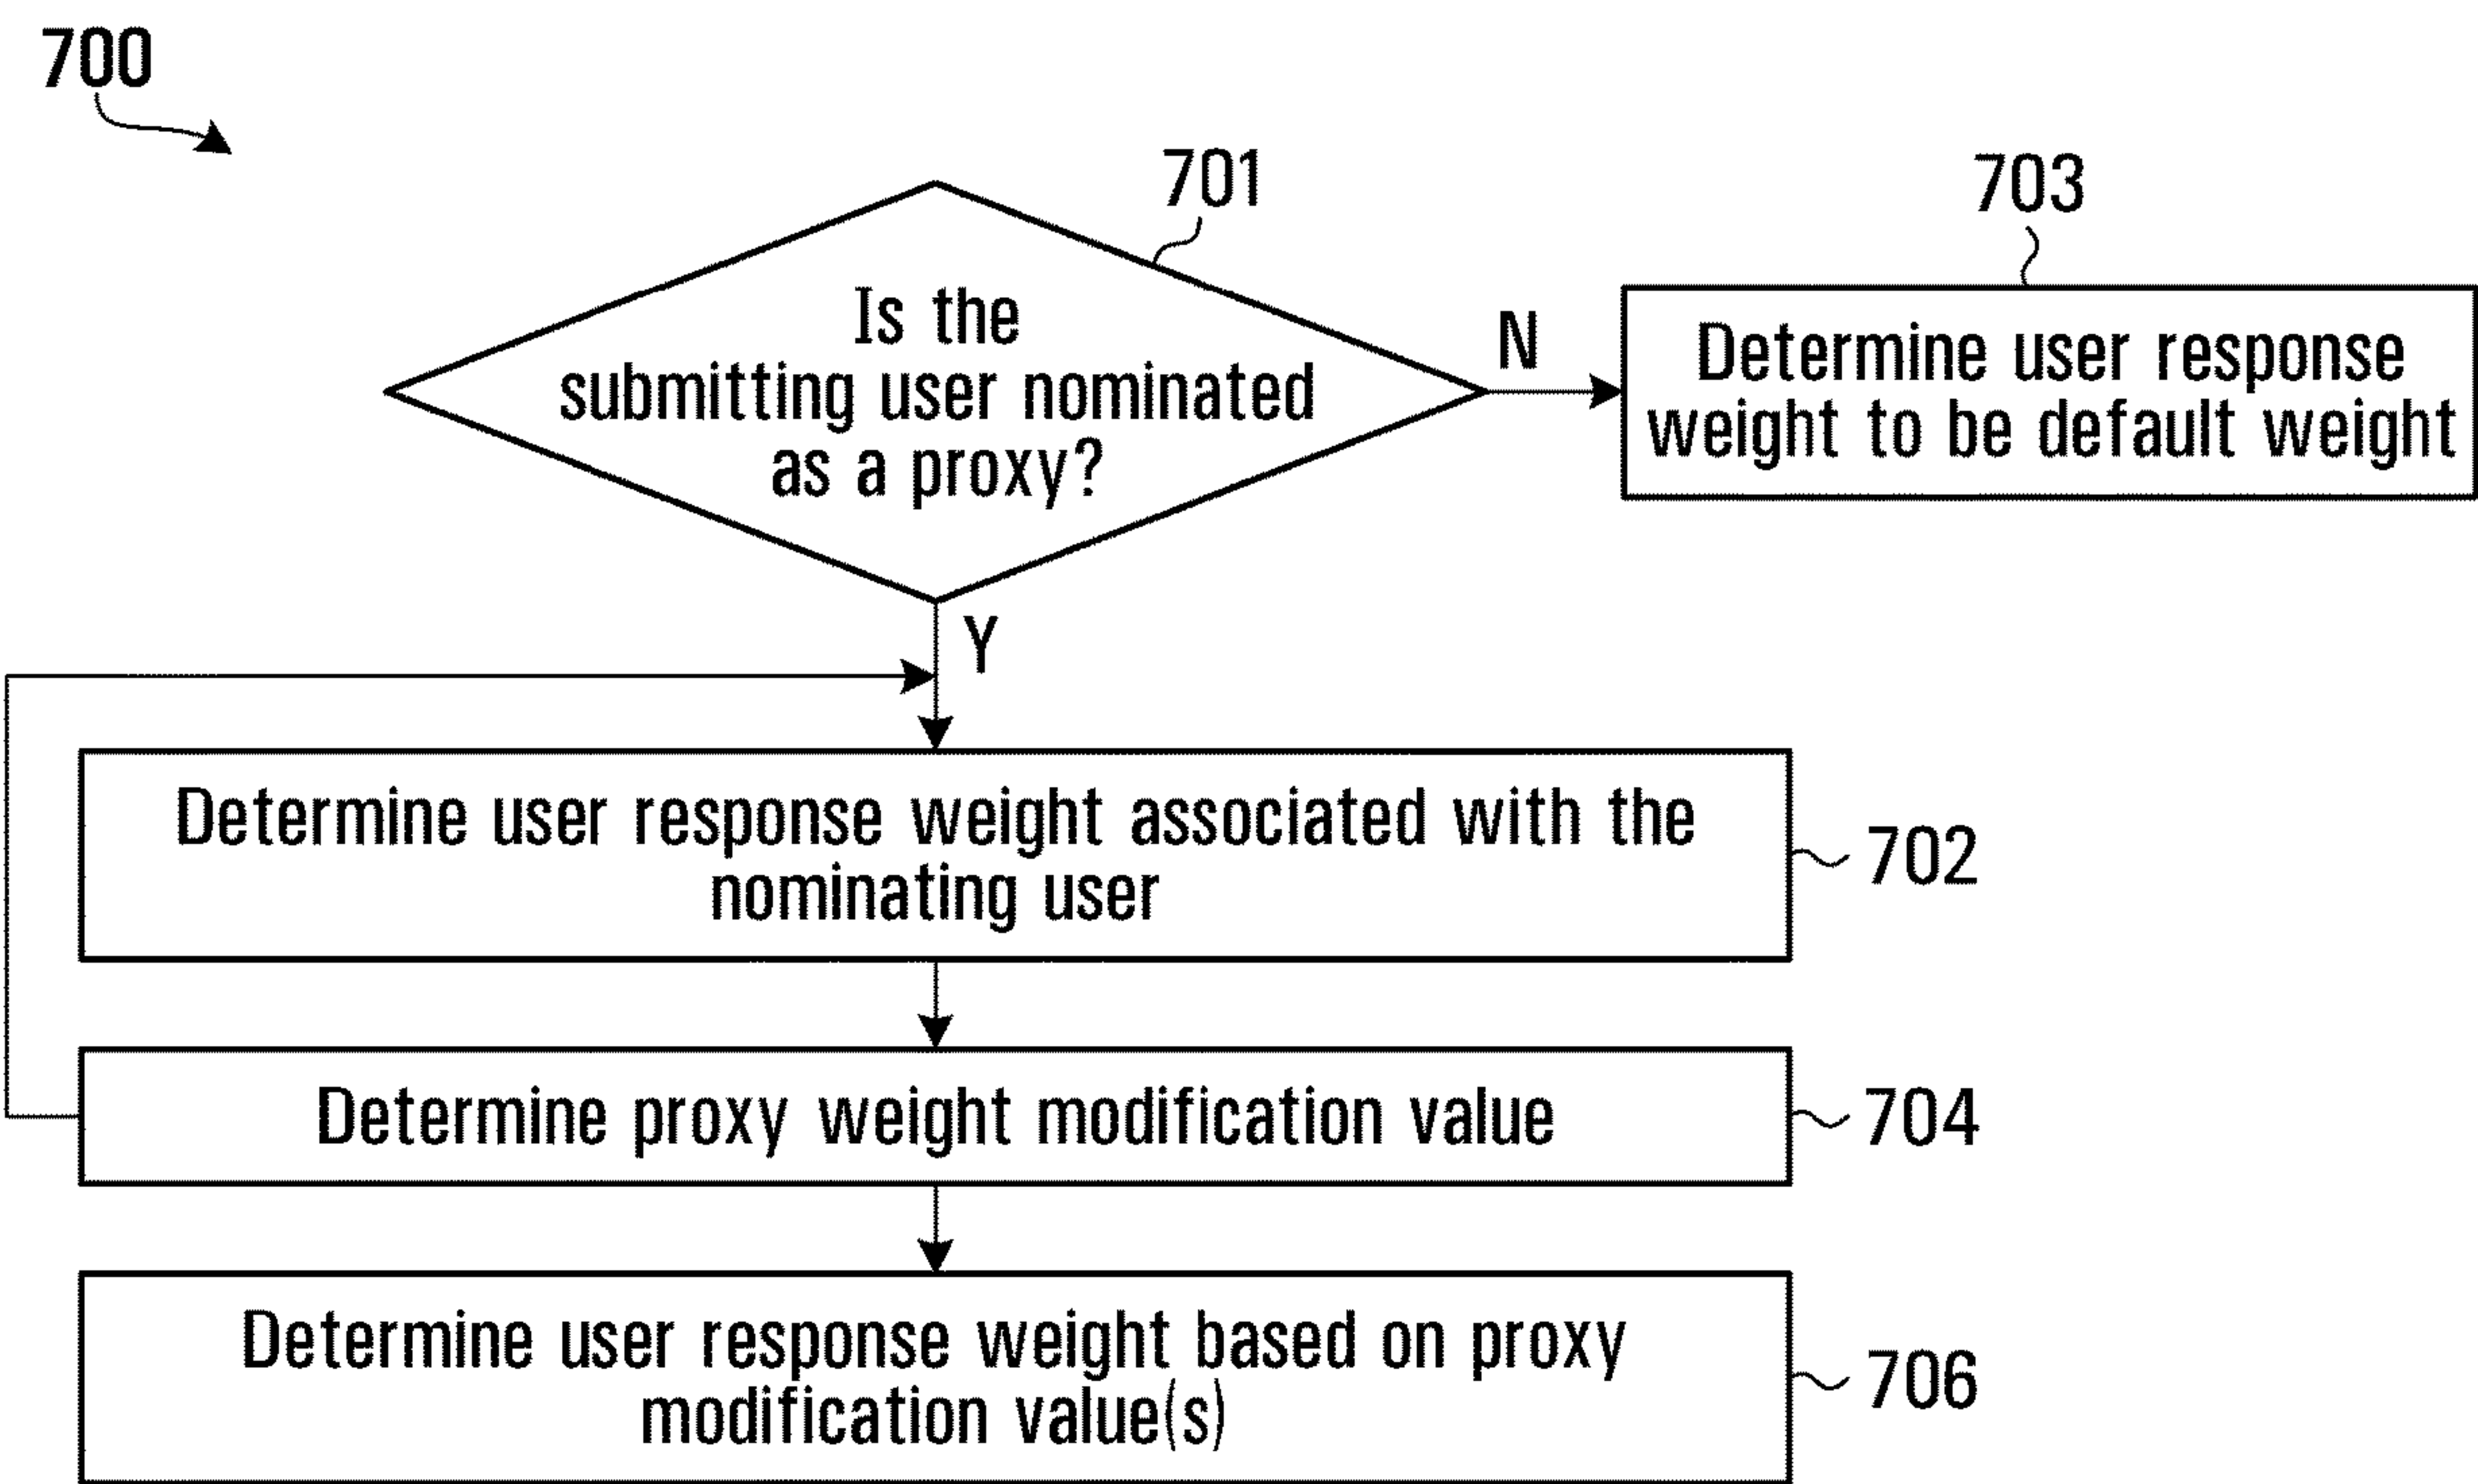 700
701
703
Is the
submitting user nominated
as a proxy?
N
Determine user response
weight to be default weight
Y
Determine user response weight associated with the
nominating user
702
Determine proxy weight modification value
704
Determine user response weight based on proxy
modification value(s)
706